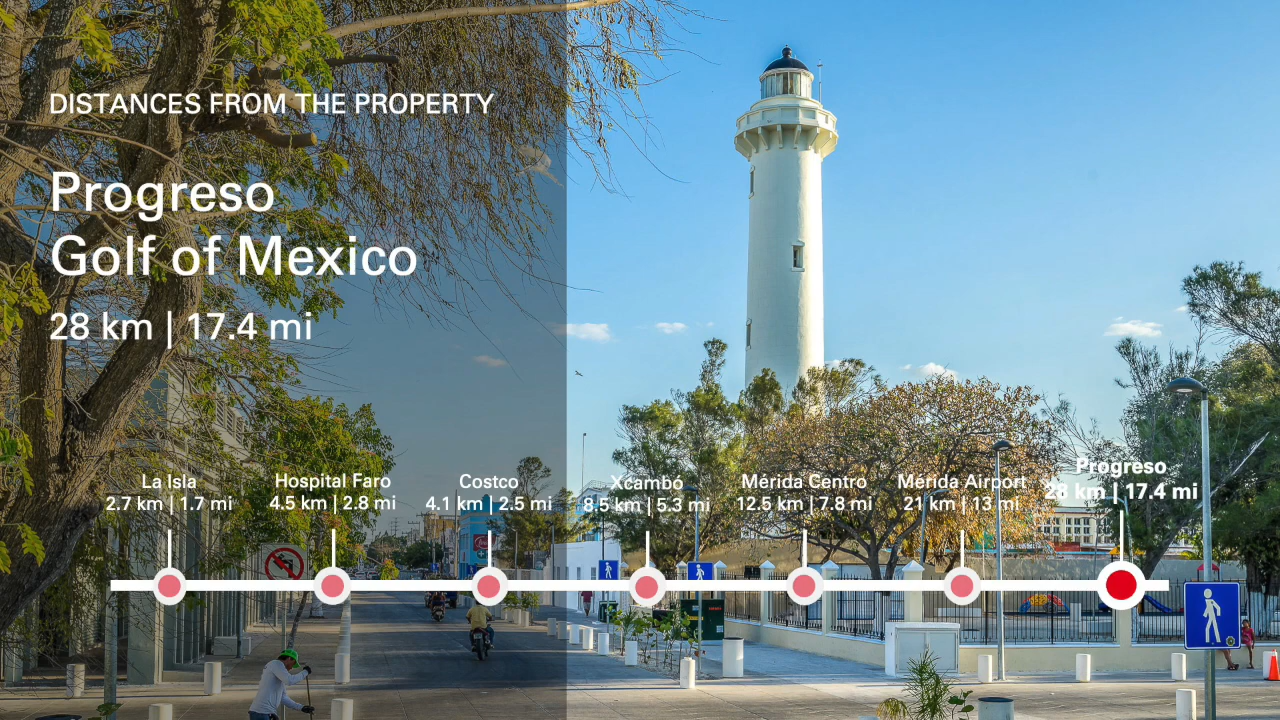 DISTANCES FROM THE PROPERTY
Progreso
Golf of Mexico
28 km | 17.4 mi
La Isla
2.7 km | 1.7 mi
Hospital Faro
4.5 km | 2.8 mi
Costco
4.1 km | 2.5 mi
Xcambó
8.5 km | 5.3 mi
Mérida Centro
12.5 km | 7.8 mi
Mérida Airport
21 km | 13 mi
Progreso
28 km | 17.4 mi